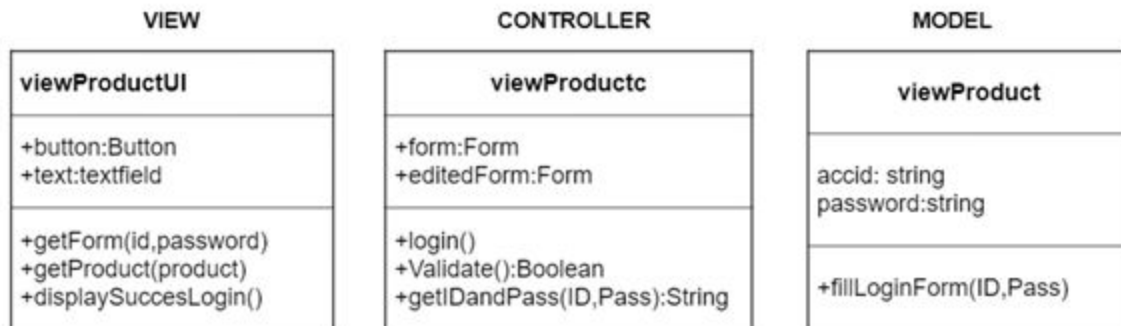 VIEW
viewProductUI
+button:Button
+text:textfield
+getForm(id,password)
+getProduct(product)
+displaySuccesLogin()
CONTROLLER
viewProductc
+form:Form
+editedForm:Form
+login()
+Validate():Boolean
+getIDandPass(ID,Pass):String
MODEL
viewProduct
accid: string
password:string
+fillLoginForm(ID,Pass)